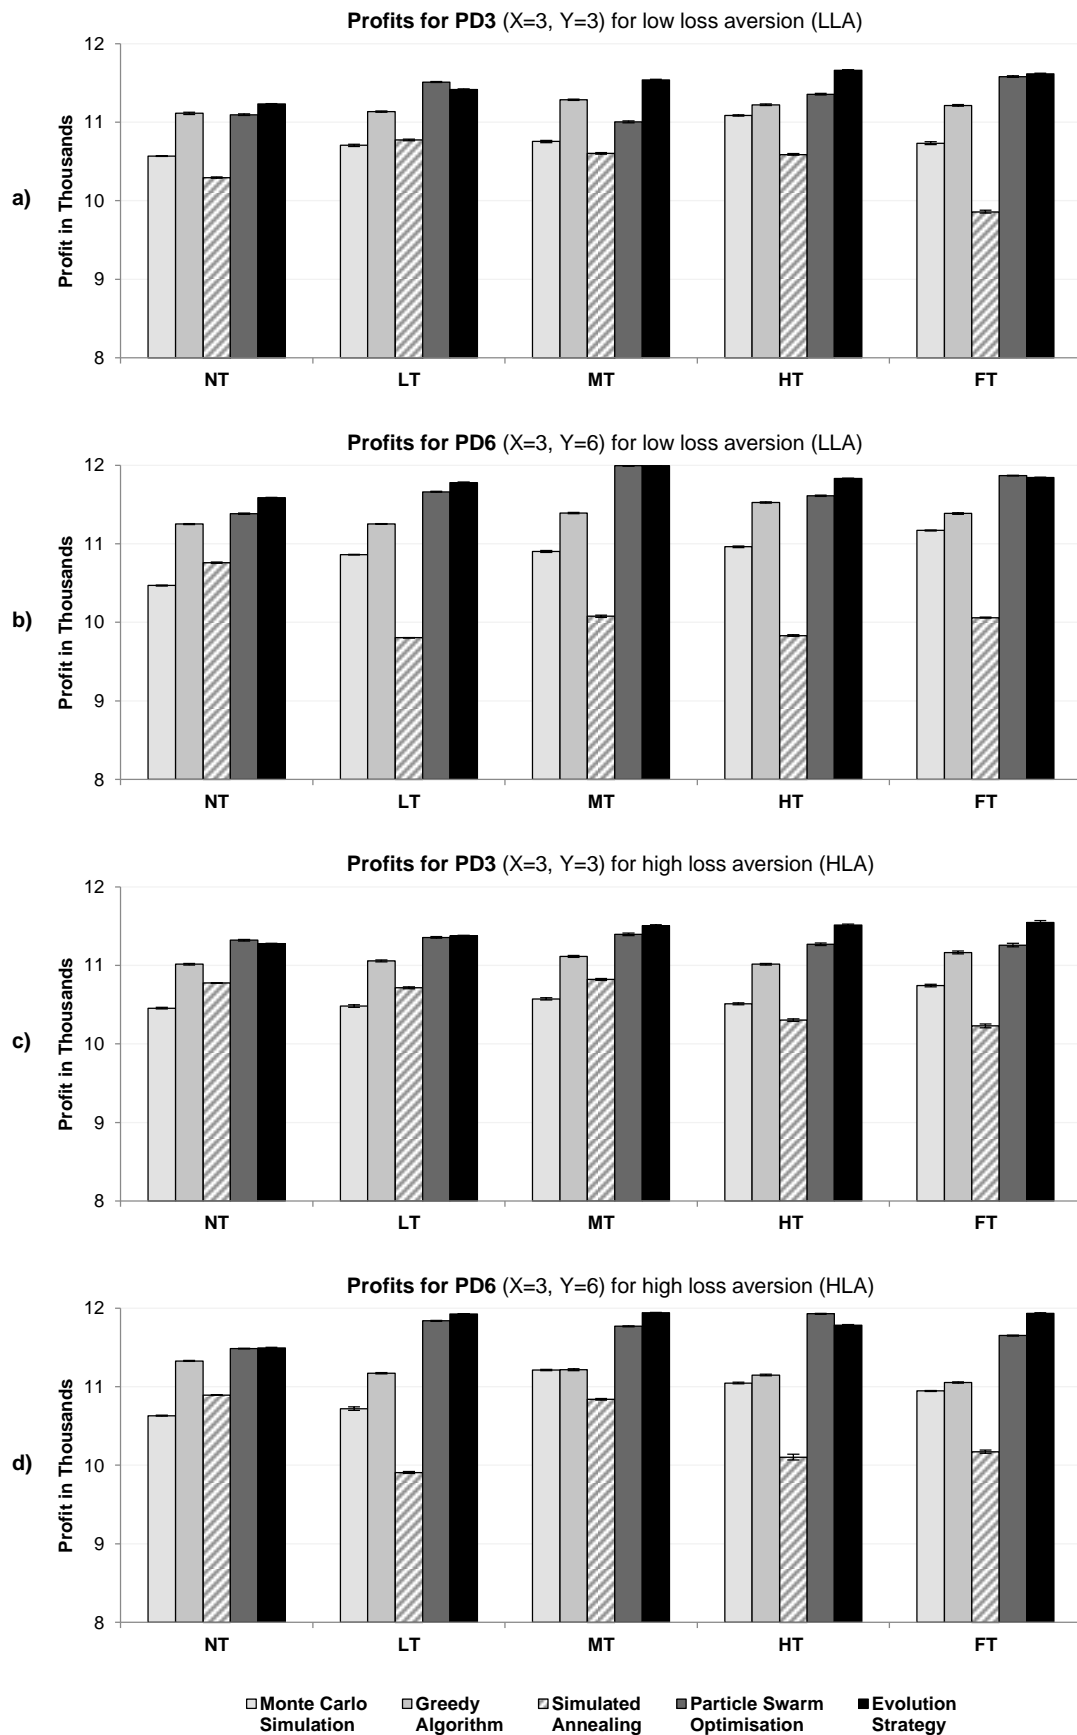 Profits for PD3 (X=3, Y=3) for low loss aversion (LLA)
a)
Profit in Thousands
12
11
10
9
8
NT LT MT HT FT
Profits for PD6 (X=3, Y=6) for low loss aversion (LLA)
b)
Profit in Thousands
12
11
10
9
8
NT LT MT HT FT
Profits for PD3 (X=3, Y=3) for high loss aversion (HLA)
c)
Profit in Thousands
12
11
10
9
8
NT LT MT HT FT
Profits for PD6 (X=3, Y=6) for high loss aversion (HLA)
d)
Profit in Thousands
12
11
10
9
8
NT LT MT HT FT
Monte Carlo Simulation
Greedy Algorithm
Simulated Annealing
Particle Swarm Optimisation
Evolution Strategy